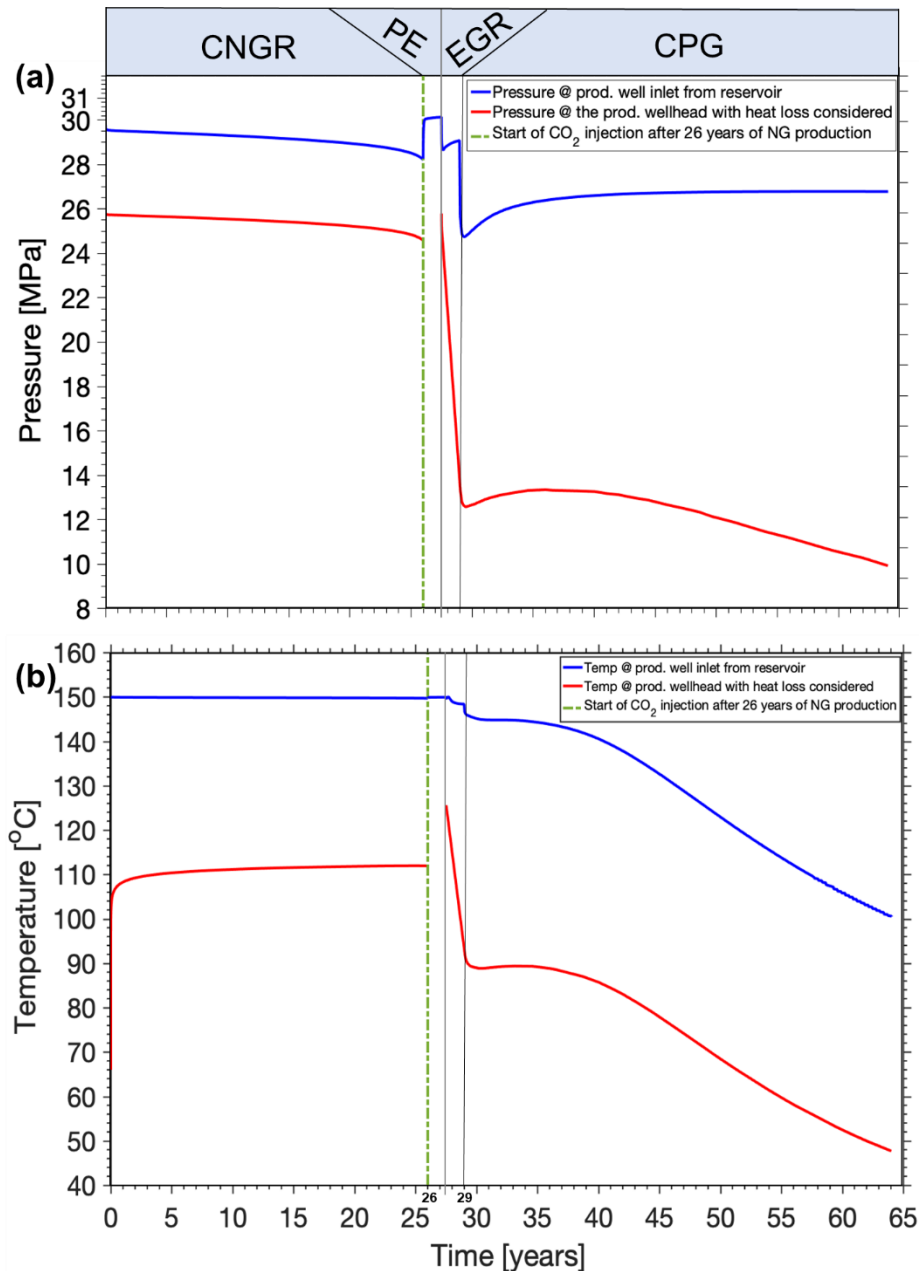 CNGR
PE
EGR
CPG
(a)
Pressure @ prod. well inlet from reservoir
Pressure @ the prod. wellhead with heat loss considered
Start of CO2 injection after 26 years of NG production
31
30
28
26
24
22
20
18
16
14
12
10
8
Pressure [MPa]
(b)
Temp @ prod. well inlet from reservoir
Temp @ prod. wellhead with heat loss considered
Start of CO2 injection after 26 years of NG production
160
150
140
130
120
110
100
90
80
70
60
50
40
Temperature [°C]
0 5 10 15 20 25 26 29 30 35 40 45 50 55 60 65
Time [years]